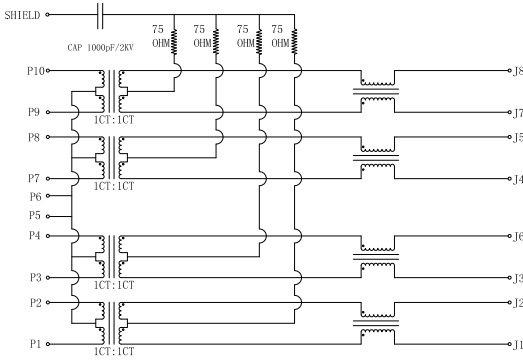 SHIELD
75 OHM
75 OHM
75 OHM
75 OHM
CAP 1000pF/2KV
P10
J8
P9
J7
1CT:1CT
P8
J5
P7
J4
1CT:1CT
P6
P5
P4
J6
P3
J3
1CT:1CT
P2
J2
P1
J1
1CT:1CT